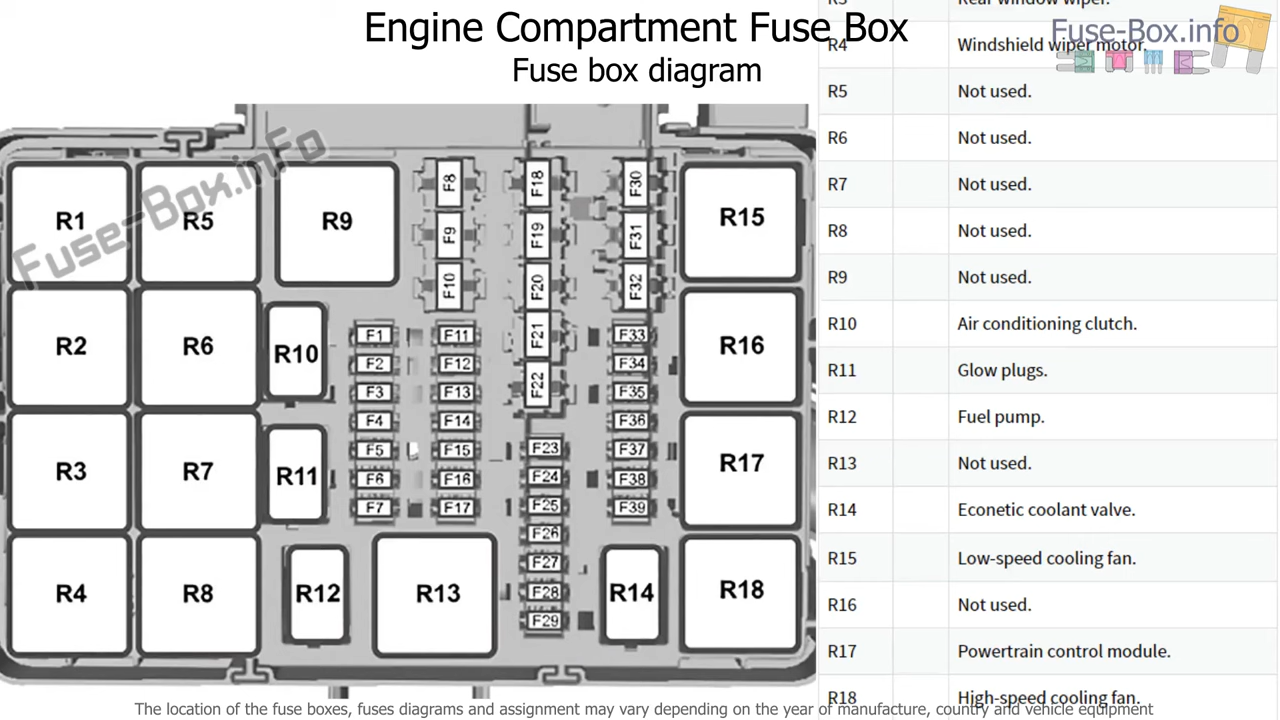 Engine Compartment Fuse Box
Fuse box diagram
Fuse-Box.info
Fuse-Box.info
R1
R5
R9
R2
R6
R10
R3
R7
R11
R4
R8
R12
R13
R14
R15
R16
R17
R18
F8
F9
F10
F18
F19
F20
F21
F22
F30
F31
F32
F1
F2
F3
F4
F5
F6
F7
F11
F12
F13
F14
F15
F16
F17
F23
F24
F25
F26
F27
F28
F29
F33
F34
F35
F36
F37
F38
F39
R3 Rear window wiper.
R4 Windshield wiper motor.
R5 Not used.
R6 Not used.
R7 Not used.
R8 Not used.
R9 Not used.
R10 Air conditioning clutch.
R11 Glow plugs.
R12 Fuel pump.
R13 Not used.
R14 Econetic coolant valve.
R15 Low-speed cooling fan.
R16 Not used.
R17 Powertrain control module.
R18 High-speed cooling fan.
The location of the fuse boxes, fuses diagrams and assignment may vary depending on the year of manufacture, country and vehicle equipment